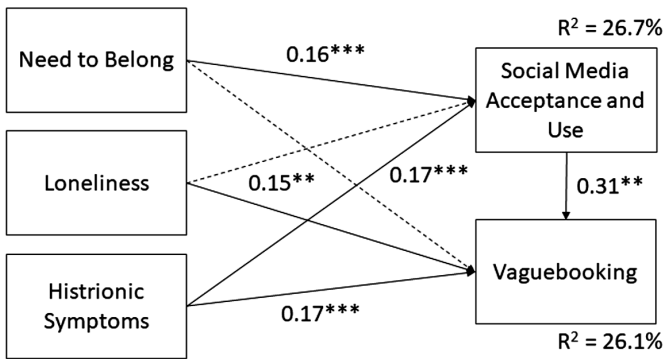 R² = 26.7%
Need to Belong
0.16***
Social Media
Acceptance and
Use
Loneliness
0.15**
0.17***
0.31**
Histrionic
Symptoms
0.17***
Vaguebooking
R² = 26.1%